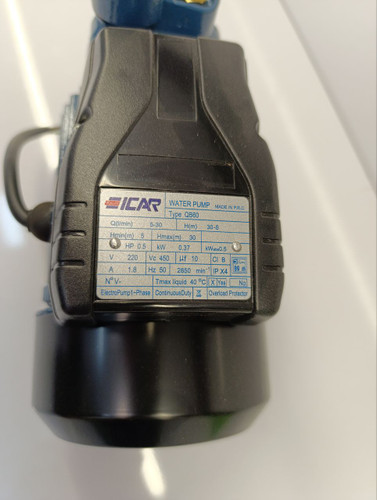 ICAR
WATER PUMP
MADE IN P.R.C
Type QB60
Q(l/min) 5-30 H(m) 30-5
Hmin(m) 5 Hmax(m) 30
HP 0.5 kW 0.37 kWMAX0.5
V 220 Vc 450 µf 10 Cl B
A 1.8 Hz 50 2850 min IP X4
N° V~ Tmax liquid 40 °C X Yes No
ElectroPump1~Phase ContinuousDuty Overload Protector